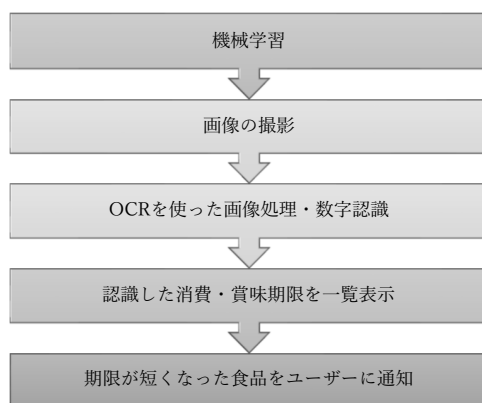 機械学習
画像の撮影
OCRを使った画像処理・数字認識
認識した消費・賞味期限を一覧表示
期限が短くなった食品をユーザーに通知